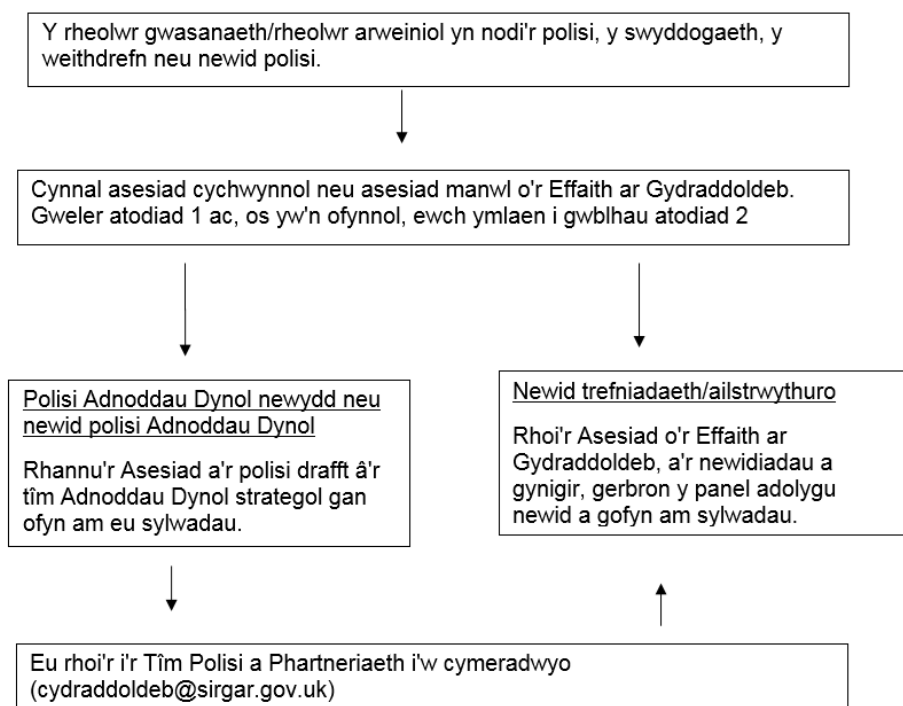 Y rheolwr gwasanaeth/rheolwr arweiniol yn nodi'r polisi, y swyddogaeth, y
weithdrefn neu newid polisi.
Cynnal asesiad cychwynnol neu asesiad manwl o'r Effaith ar Gydraddoldeb.
Gweler atodiad 1 ac, os yw'n ofynnol, ewch ymlaen i gwblhau atodiad 2
Polisi Adnoddau Dynol newydd neu
newid polisi Adnoddau Dynol
Rhannu'r Asesiad a'r polisi drafft â'r
tîm Adnoddau Dynol strategol gan
ofyn am eu sylwadau.
Newid trefniadaeth/ailstrwythuro
Rhoi'r Asesiad o'r Effaith ar
Gydraddoldeb, a'r newidiadau a
gynigir, gerbron y panel adolygu
newid a gofyn am sylwadau.
Eu rhoi'r i'r Tîm Polisi a Phartneriaeth i'w cymeradwyo
(cydraddoldeb@sirgar.gov.uk)